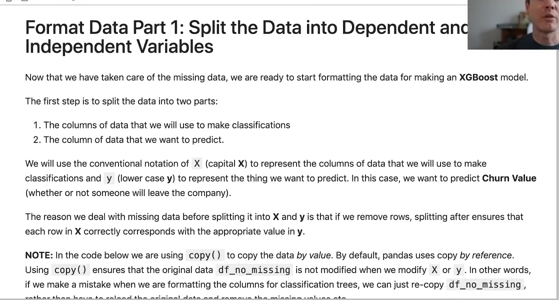 Format Data Part 1: Split the Data into Dependent and
Independent Variables
Now that we have taken care of the missing data, we are ready to start formatting the data for making an XGBoost model.
The first step is to split the data into two parts:
1. The columns of data that we will use to make classifications
2. The column of data that we want to predict.
We will use the conventional notation of X (capital X) to represent the columns of data that we will use to make
classifications and y (lower case y) to represent the thing we want to predict. In this case, we want to predict Churn Value
(whether or not someone will leave the company).
The reason we deal with missing data before splitting it into X and y is that if we remove rows, splitting after ensures that
each row in X correctly corresponds with the appropriate value in y.
NOTE: In the code below we are using copy() to copy the data by value. By default, pandas uses copy by reference.
Using copy() ensures that the original data df_no_missing is not modified when we modify X or y. In other words,
if we make a mistake when we are formatting the columns for classification trees, we can just re-copy df_no_missing,
rather than have to reload the original data and remove the missing values etc.